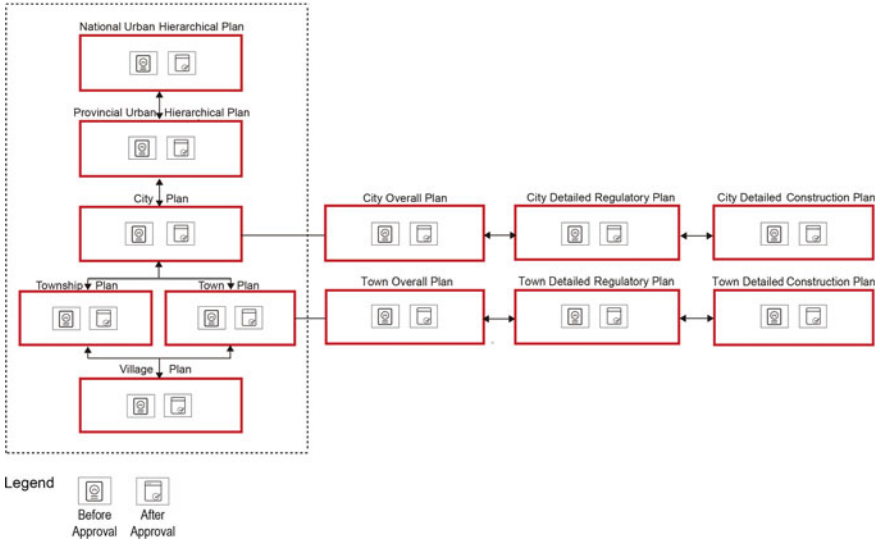 National Urban Hierarchical Plan
Provincial Urban Hierarchical Plan
City Plan
City Overall Plan
City Detailed Regulatory Plan
City Detailed Construction Plan
Township Plan
Town Plan
Town Overall Plan
Town Detailed Regulatory Plan
Town Detailed Construction Plan
Village Plan
Legend
Before
Approval
After
Approval